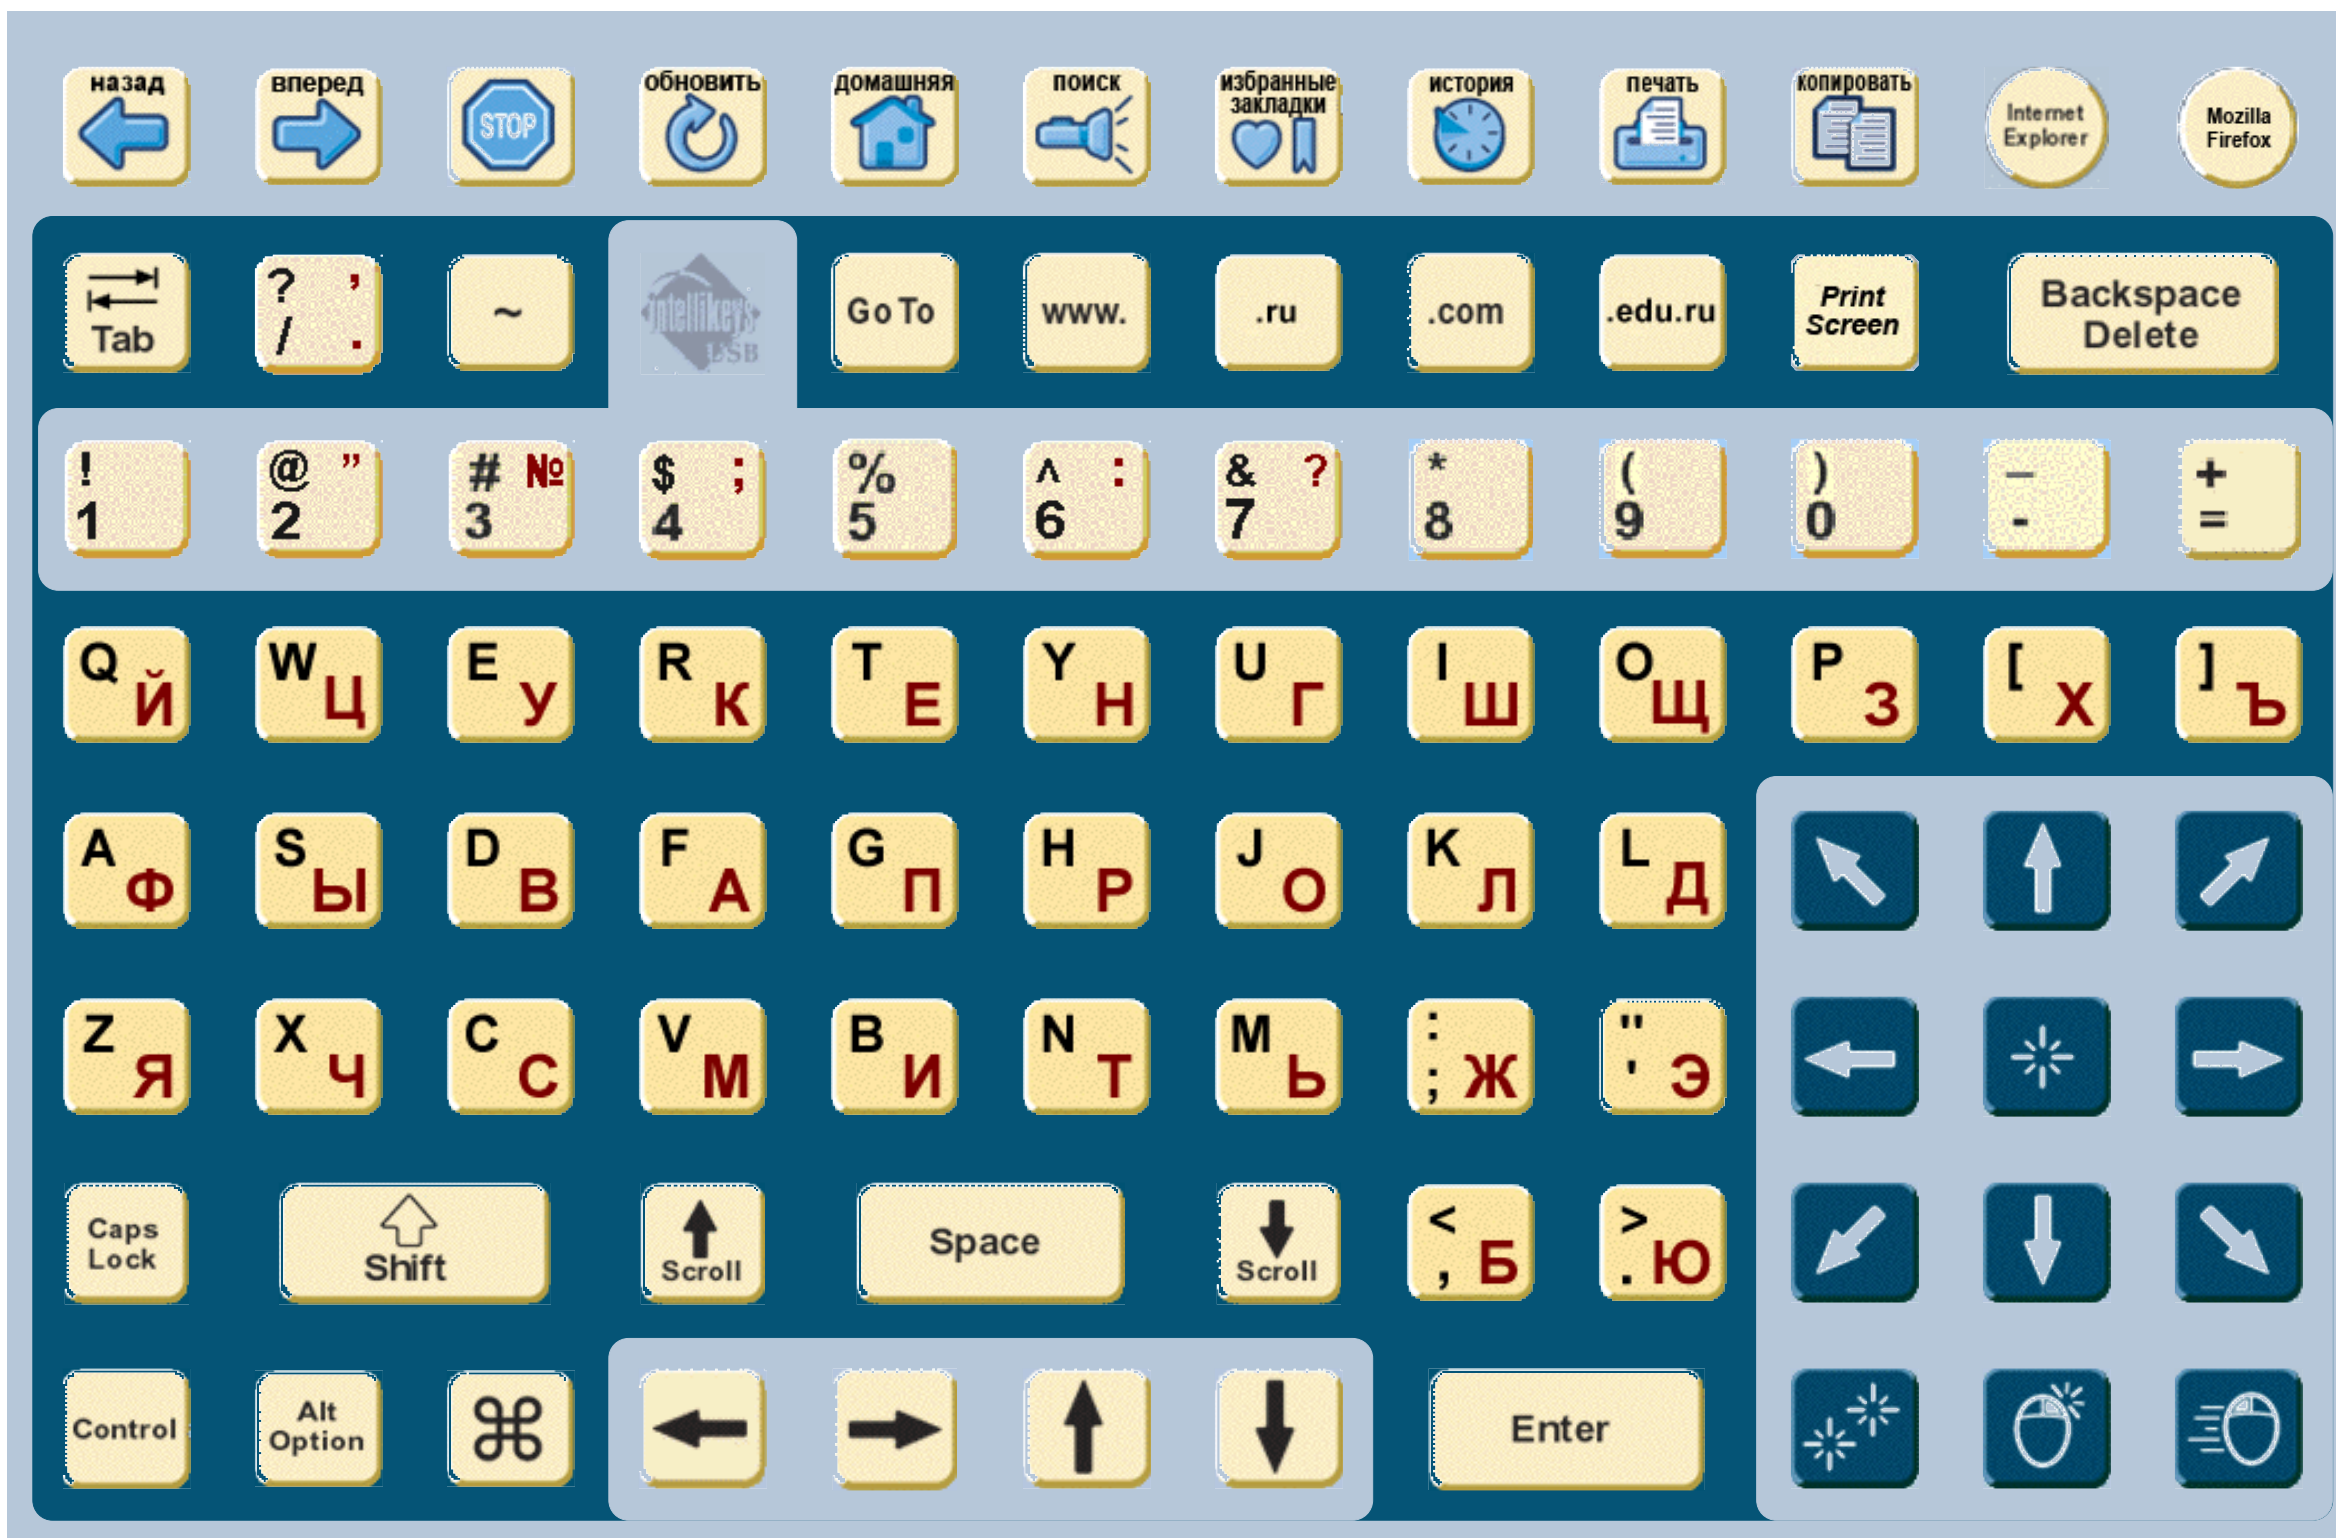 назад вперед STOP обновить домашняя поиск избранные закладки история печать копировать Internet Explorer Mozilla Firefox
Tab ? , / . ~ intellikeys USB Go To www. .ru .com .edu.ru Print Screen Backspace Delete
! 1 @ ” 2 # № 3 $ ; 4 % 5 ^ : 6 & ? 7 * 8 ( 9 ) 0 – - + =
Q Й W Ц E У R К T Е Y Н U Г I Ш O Щ P З [ Х ] Ъ
A Ф S Ы D В F А G П H Р J О K Л L Д
Z Я X Ч C С V М B И N Т M Ь : ; Ж " ' Э
Caps Lock Shift Scroll Space Scroll < , Б > . Ю
Control Alt Option ⌘ Enter